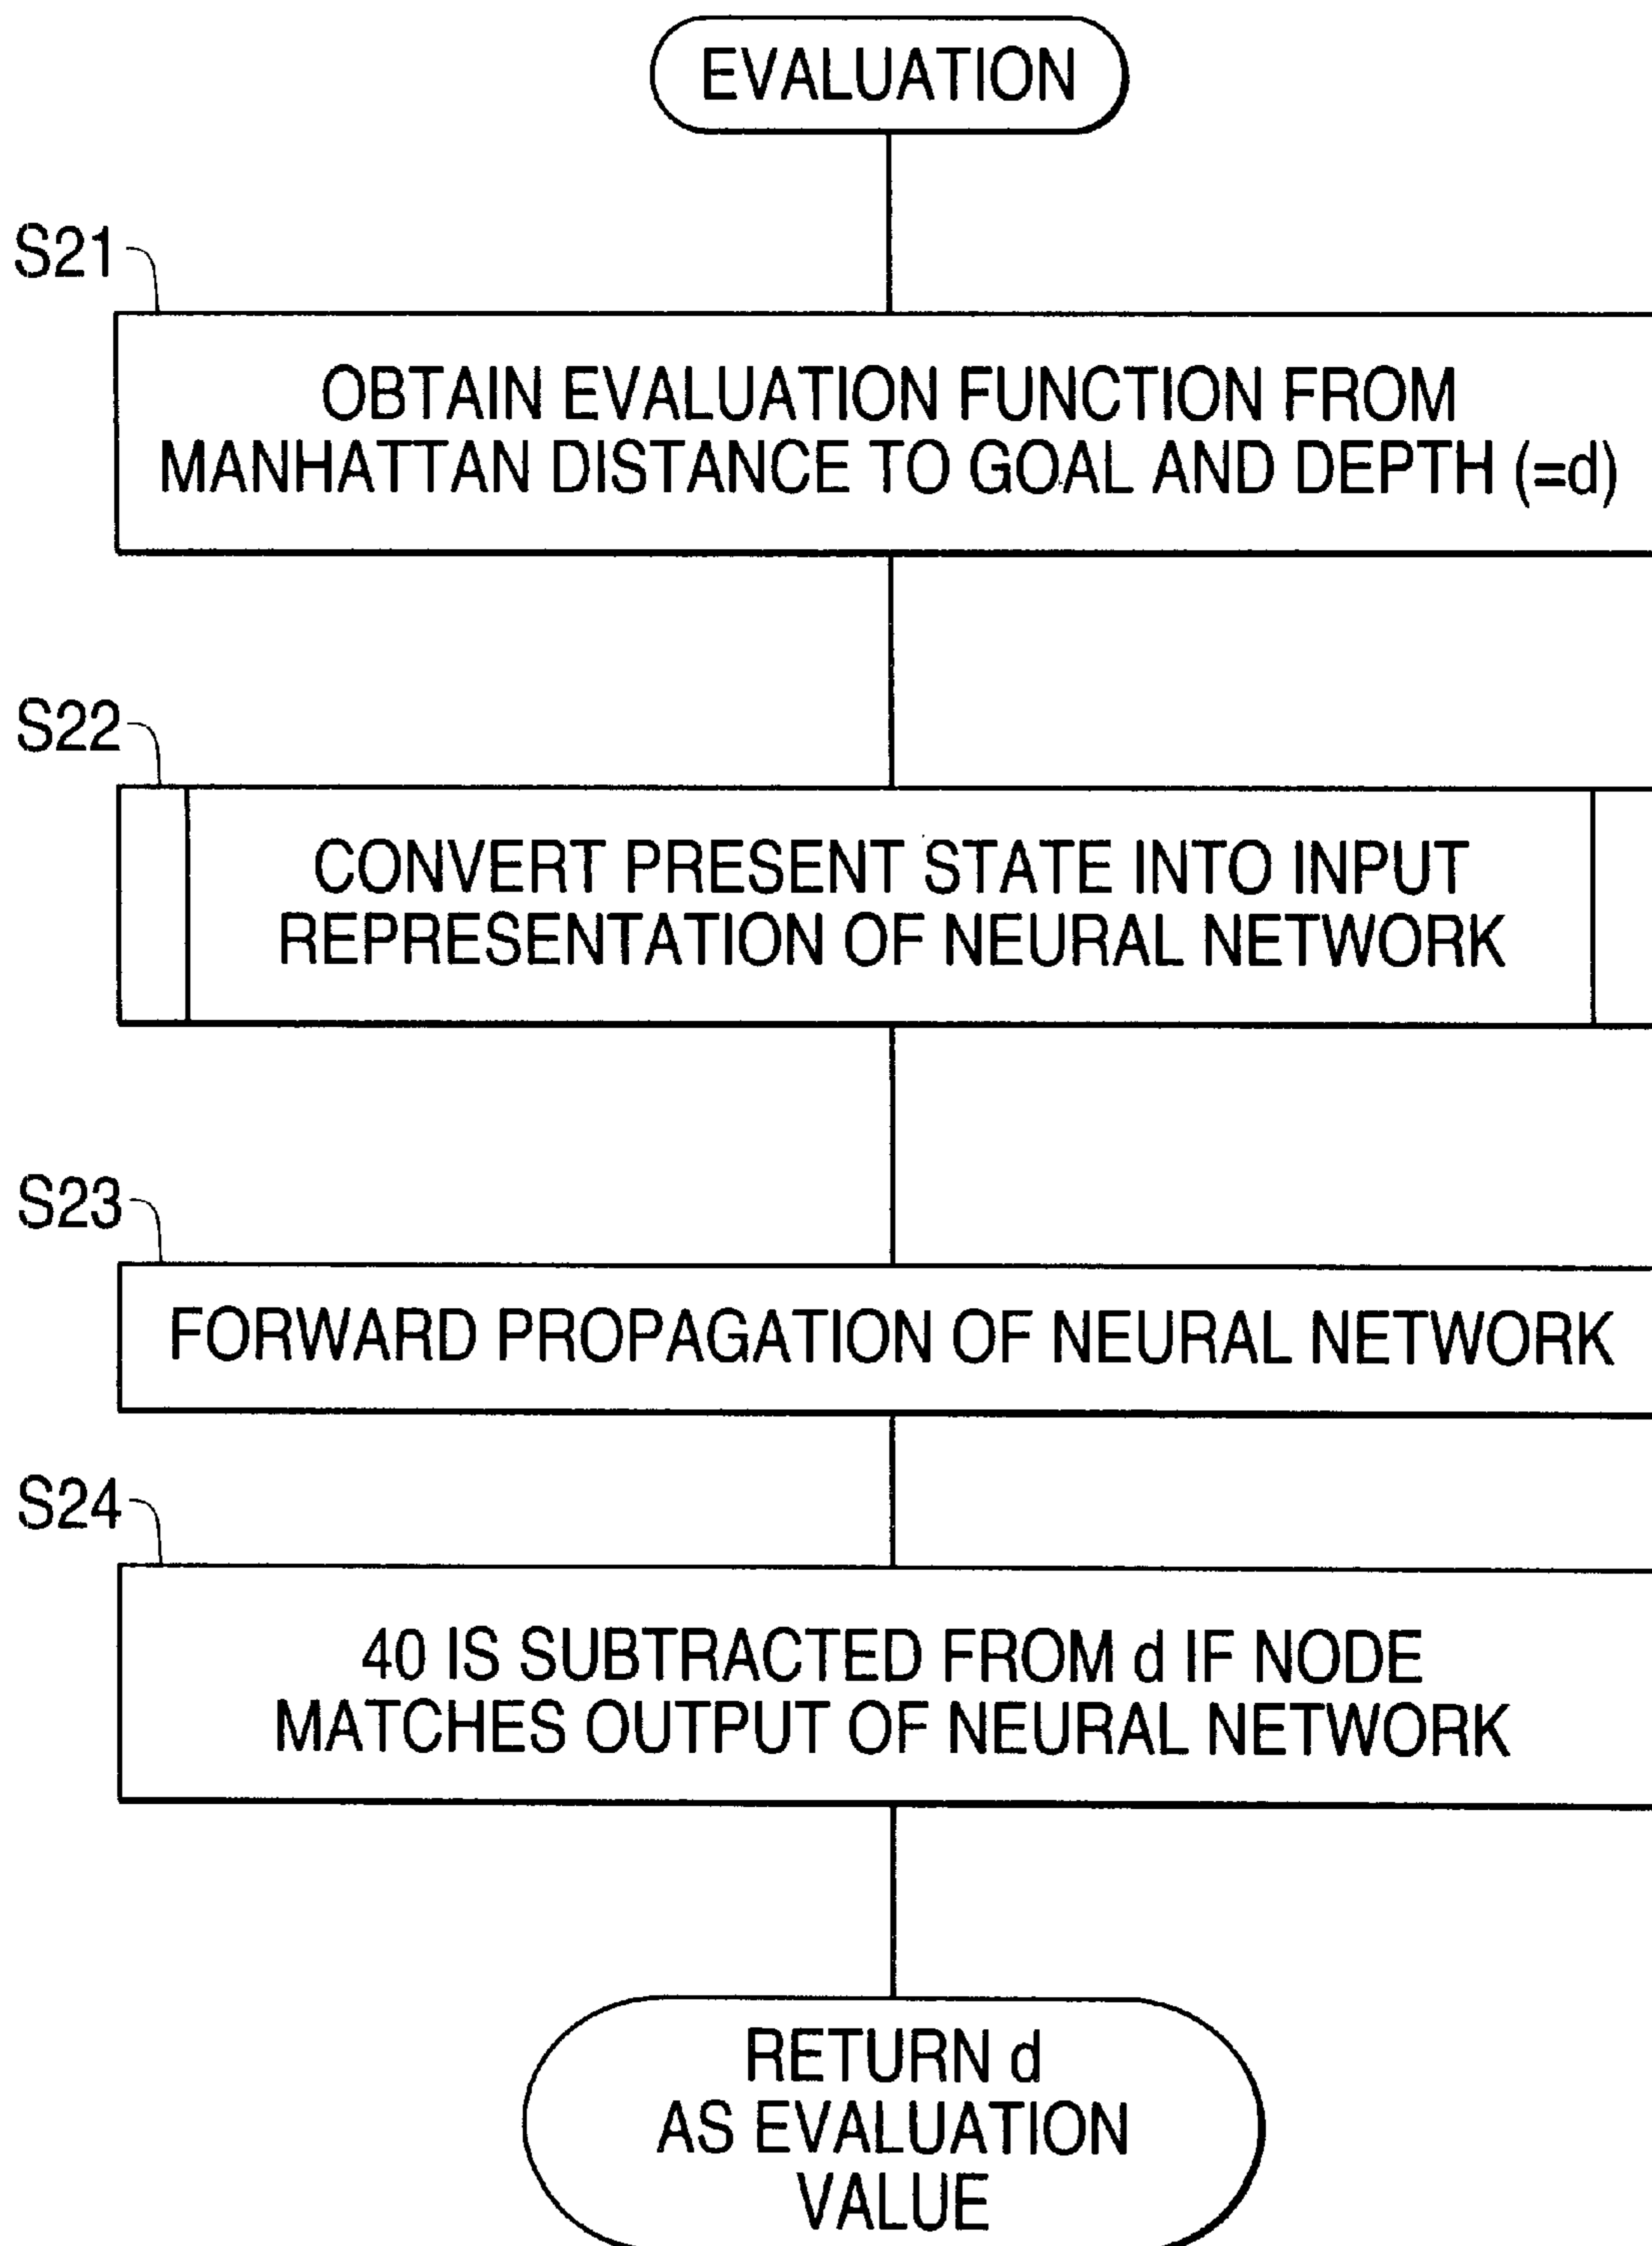 EVALUATION
S21
OBTAIN EVALUATION FUNCTION FROM
MANHATTAN DISTANCE TO GOAL AND DEPTH (=d)
S22
CONVERT PRESENT STATE INTO INPUT
REPRESENTATION OF NEURAL NETWORK
S23
FORWARD PROPAGATION OF NEURAL NETWORK
S24
40 IS SUBTRACTED FROM d IF NODE
MATCHES OUTPUT OF NEURAL NETWORK
RETURN d
AS EVALUATION
VALUE